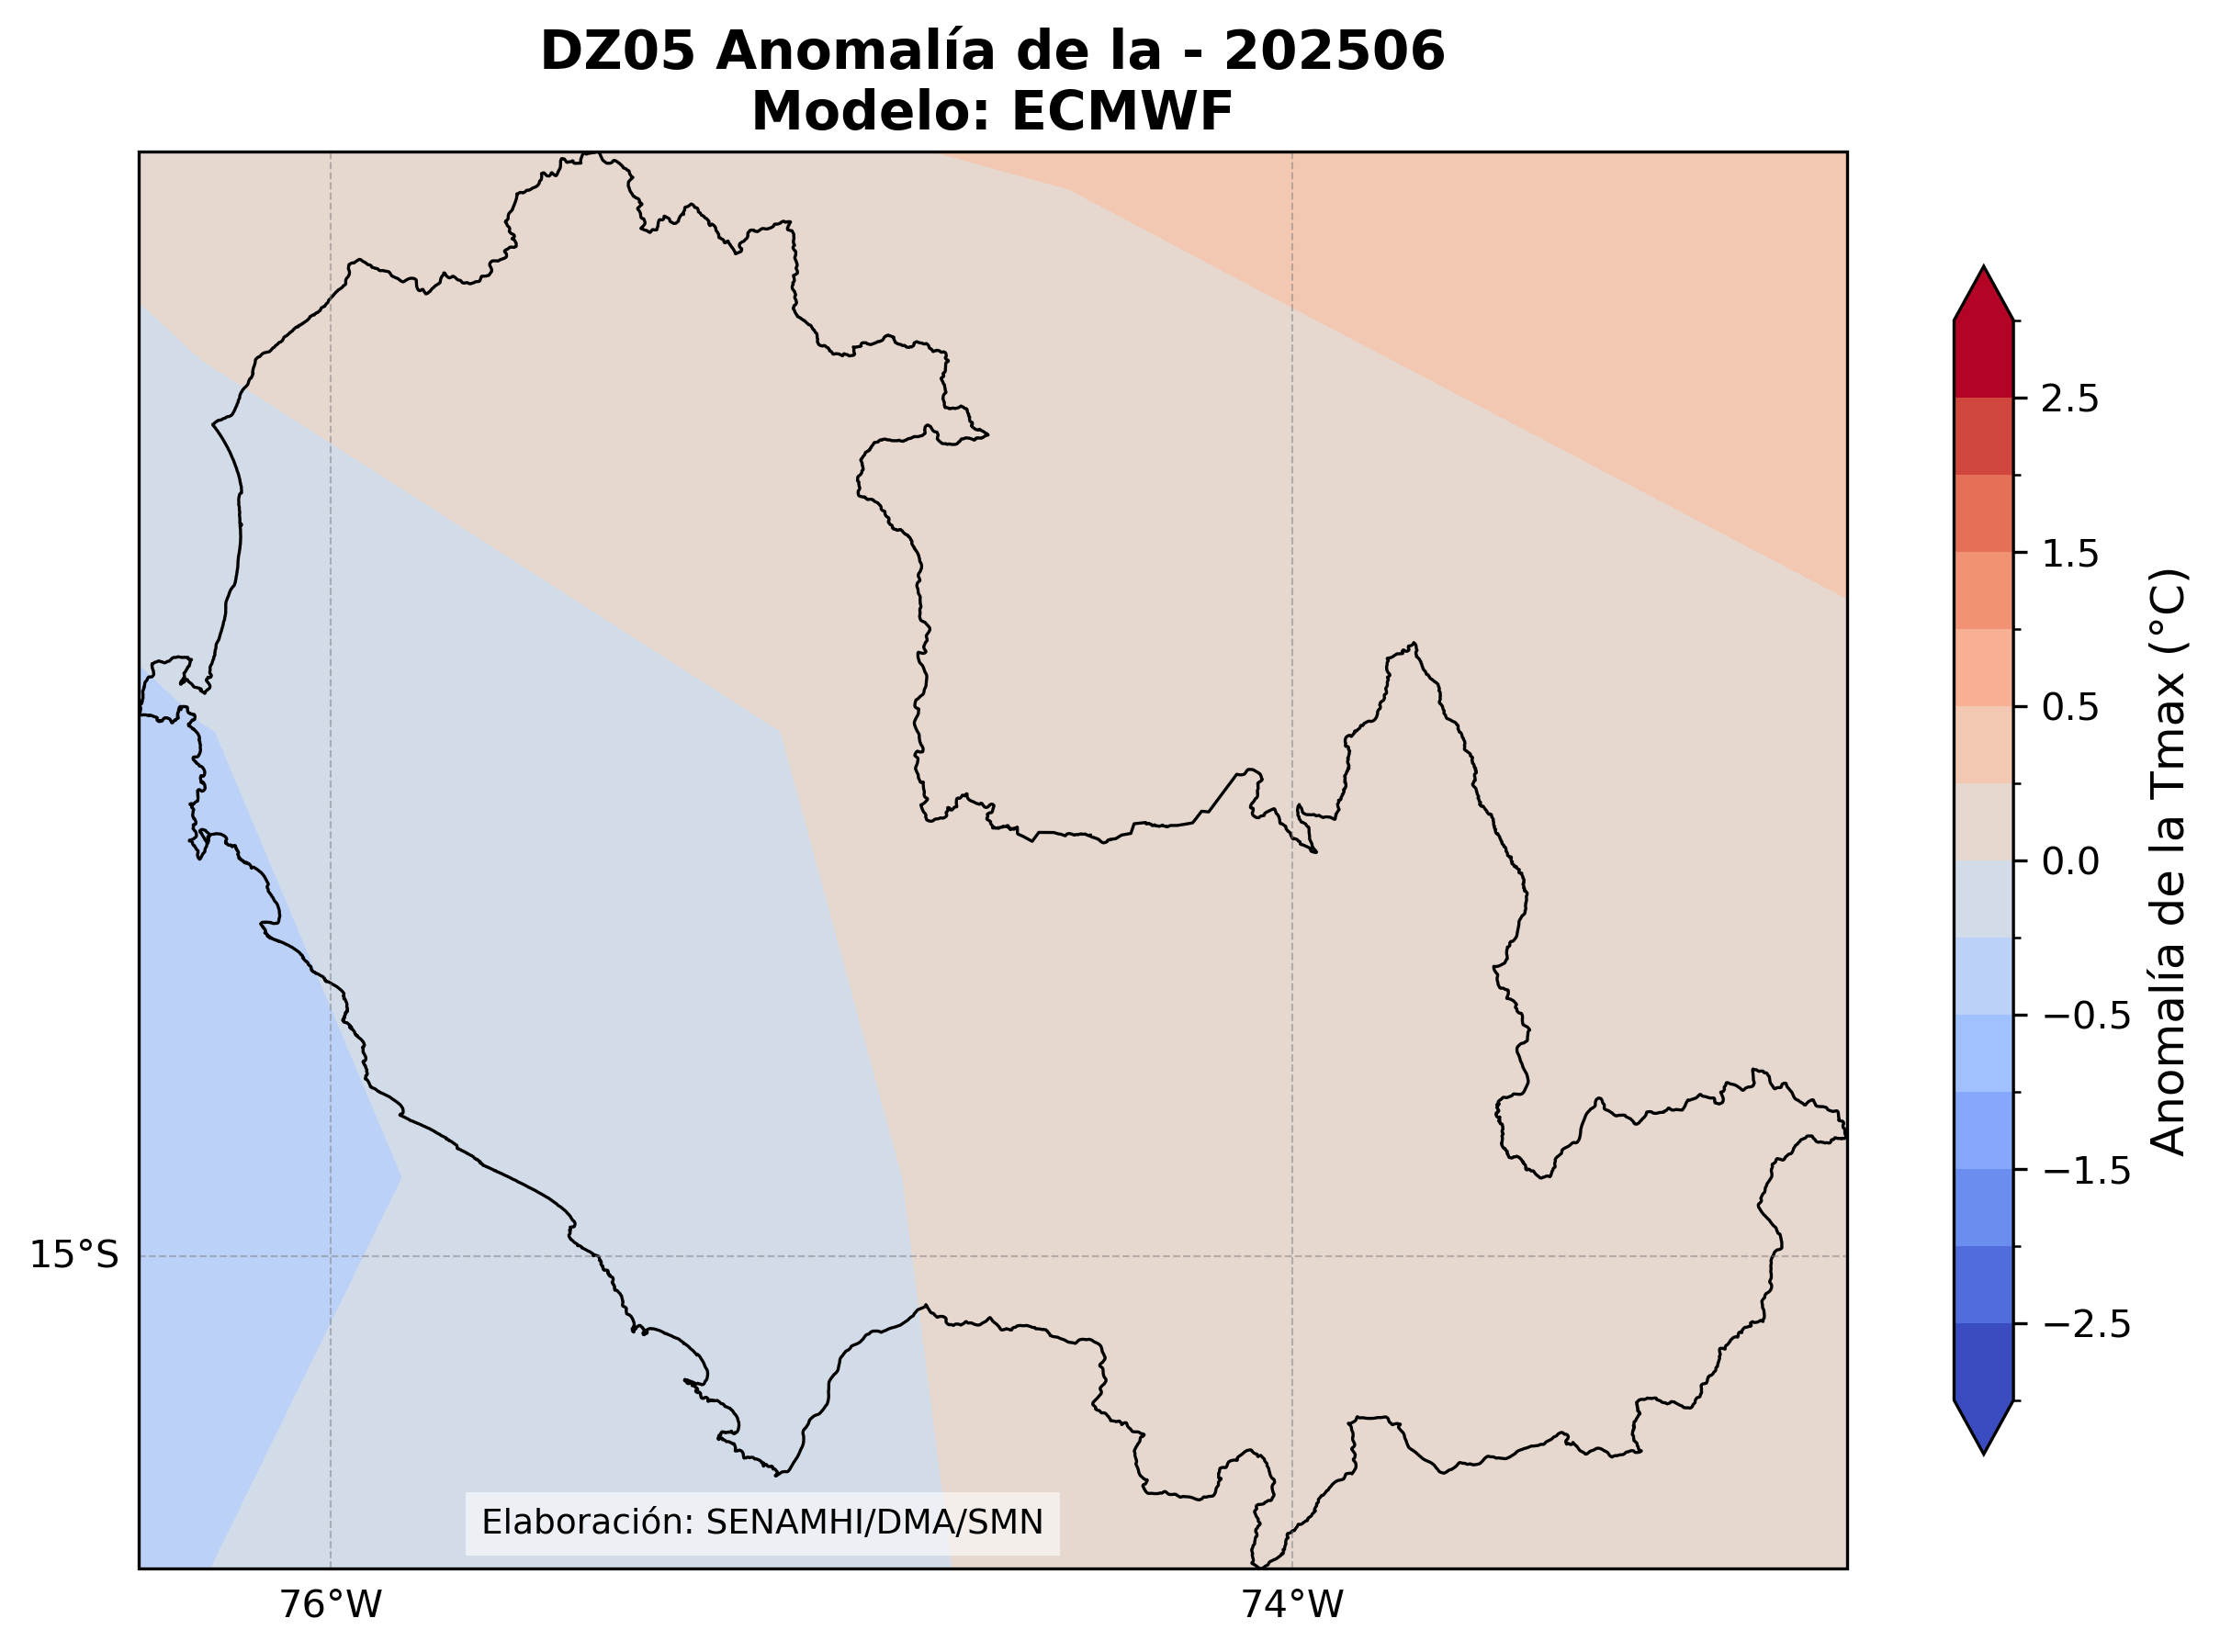 DZ05 Anomalía de la - 202506
Modelo: ECMWF
2.5
1.5
0.5
0.0
−0.5
−1.5
−2.5
Anomalía de la Tmax (°C)
15°S
Elaboración: SENAMHI/DMA/SMN
76°W
74°W